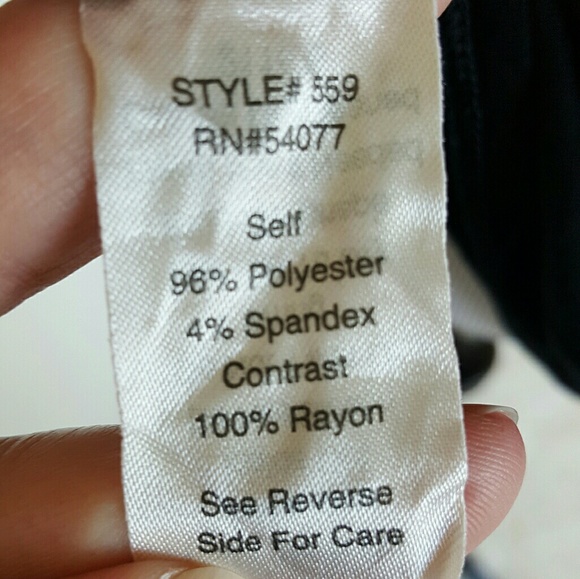 STYLE# 559
RN#54077
Self
96% Polyester
4% Spandex
Contrast
100% Rayon
See Reverse
Side For Care